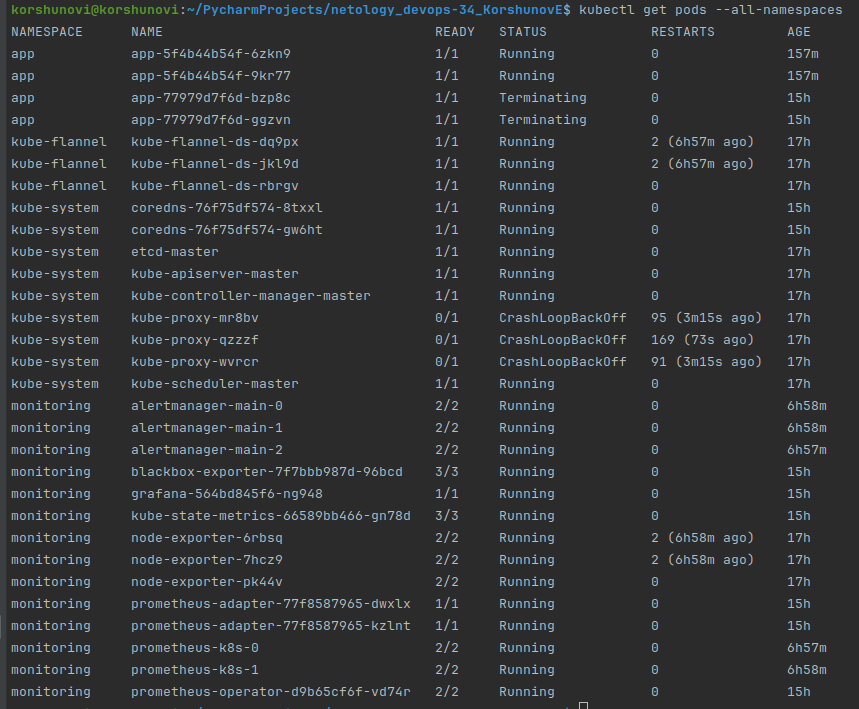 korshunovi@korshunovi:~/PycharmProjects/netology_devops-34_KorshunovE$ kubectl get pods --all-namespaces
NAMESPACE NAME READY STATUS RESTARTS AGE
app app-5f4b44b54f-6zkn9 1/1 Running 0 157m
app app-5f4b44b54f-9kr77 1/1 Running 0 157m
app app-77979d7f6d-bzp8c 1/1 Terminating 0 15h
app app-77979d7f6d-ggzvn 1/1 Terminating 0 15h
kube-flannel kube-flannel-ds-dq9px 1/1 Running 2 (6h57m ago) 17h
kube-flannel kube-flannel-ds-jkl9d 1/1 Running 2 (6h57m ago) 17h
kube-flannel kube-flannel-ds-rbrgv 1/1 Running 0 17h
kube-system coredns-76f75df574-8txxl 1/1 Running 0 15h
kube-system coredns-76f75df574-gw6ht 1/1 Running 0 15h
kube-system etcd-master 1/1 Running 0 17h
kube-system kube-apiserver-master 1/1 Running 0 17h
kube-system kube-controller-manager-master 1/1 Running 0 17h
kube-system kube-proxy-mr8bv 0/1 CrashLoopBackOff 95 (3m15s ago) 17h
kube-system kube-proxy-qzzzf 0/1 CrashLoopBackOff 169 (73s ago) 17h
kube-system kube-proxy-wvrcr 0/1 CrashLoopBackOff 91 (3m15s ago) 17h
kube-system kube-scheduler-master 1/1 Running 0 17h
monitoring alertmanager-main-0 2/2 Running 0 6h58m
monitoring alertmanager-main-1 2/2 Running 0 6h58m
monitoring alertmanager-main-2 2/2 Running 0 6h57m
monitoring blackbox-exporter-7f7bbb987d-96bcd 3/3 Running 0 15h
monitoring grafana-564bd845f6-ng948 1/1 Running 0 15h
monitoring kube-state-metrics-66589bb466-gn78d 3/3 Running 0 15h
monitoring node-exporter-6rbsq 2/2 Running 2 (6h58m ago) 17h
monitoring node-exporter-7hcz9 2/2 Running 2 (6h58m ago) 17h
monitoring node-exporter-pk44v 2/2 Running 0 17h
monitoring prometheus-adapter-77f8587965-dwxlx 1/1 Running 0 15h
monitoring prometheus-adapter-77f8587965-kzlnt 1/1 Running 0 15h
monitoring prometheus-k8s-0 2/2 Running 0 6h57m
monitoring prometheus-k8s-1 2/2 Running 0 6h58m
monitoring prometheus-operator-d9b65cf6f-vd74r 2/2 Running 0 15h